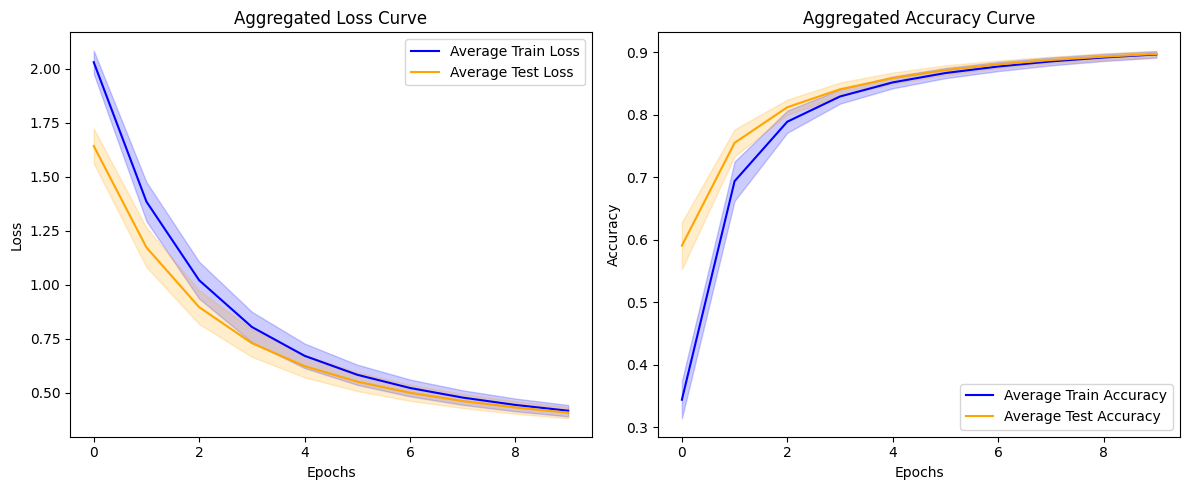 Aggregated Loss Curve
Loss
2.00
1.75
1.50
1.25
1.00
0.75
0.50
0
2
4
6
8
Epochs
Average Train Loss
Average Test Loss
Aggregated Accuracy Curve
Accuracy
0.9
0.8
0.7
0.6
0.5
0.4
0.3
0
2
4
6
8
Epochs
Average Train Accuracy
Average Test Accuracy